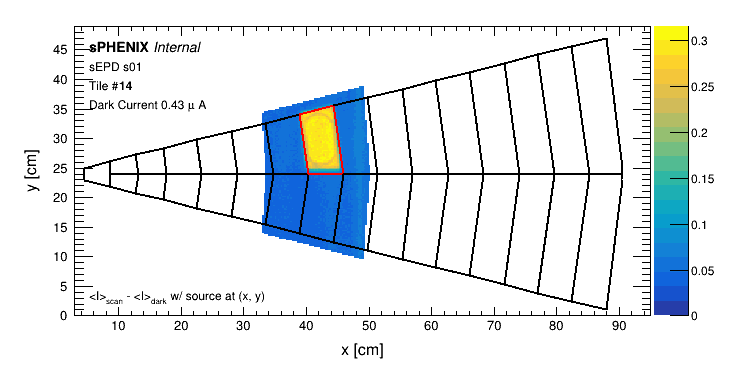 sPHENIX Internal
sEPD s01
Tile #14
Dark Current 0.43 μ A
<I>scan - <I>dark w/ source at (x, y)
y [cm]
45
40
35
30
25
20
15
10
5
0
10 20 30 40 50 60 70 80 90
x [cm]
0.3
0.25
0.2
0.15
0.1
0.05
0